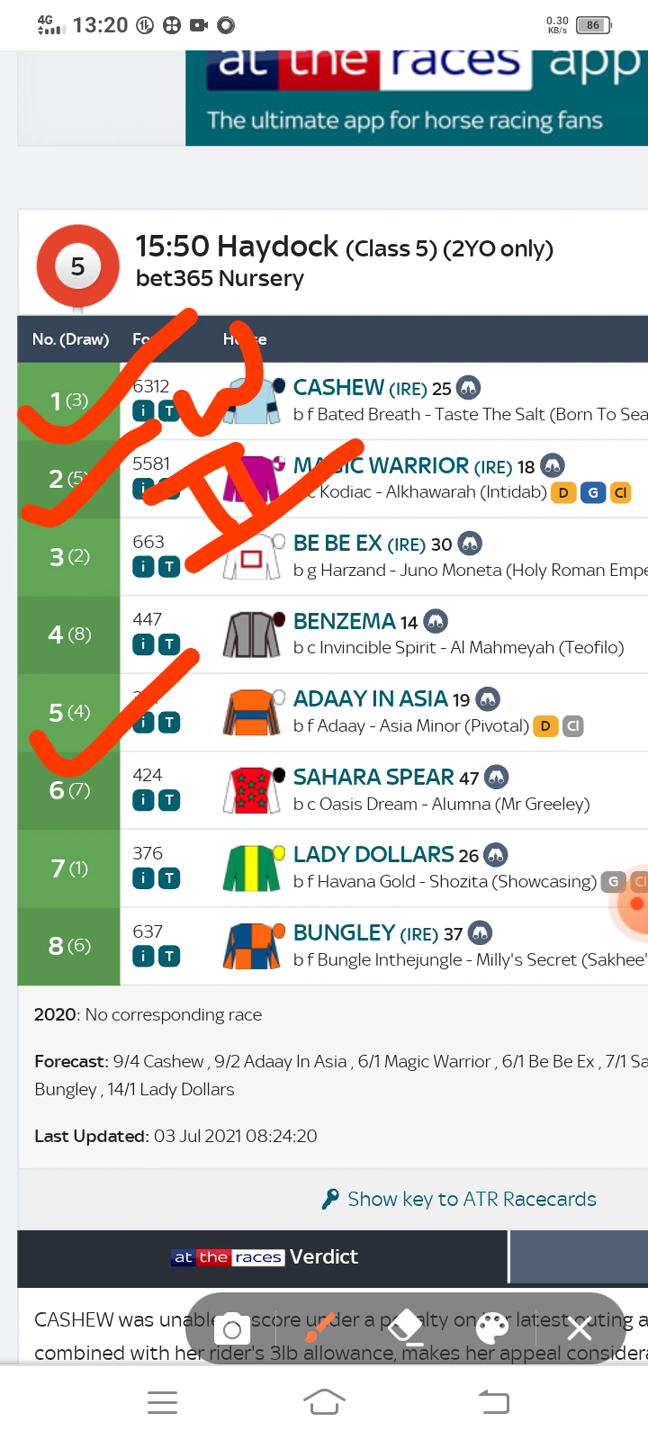 4G 13:20 0.30 KB/s 86
at the races app
The ultimate app for horse racing fans
5
15:50 Haydock (Class 5) (2YO only)
bet365 Nursery
No. (Draw)
1 (3) 6312 CASHEW (IRE) 25
i T b f Bated Breath - Taste The Salt (Born To Sea
2 (5) 5581 MAGIC WARRIOR (IRE) 18
i c Kodiac - Alkhawarah (Intidab) D G Cl
3 (2) 663 BE BE EX (IRE) 30
i T b g Harzand - Juno Moneta (Holy Roman Empe
4 (8) 447 BENZEMA 14
i T b c Invincible Spirit - Al Mahmeyah (Teofilo)
5 (4) ADAAY IN ASIA 19
i T b f Adaay - Asia Minor (Pivotal) D Cl
6 (7) 424 SAHARA SPEAR 47
i T b c Oasis Dream - Alumna (Mr Greeley)
7 (1) 376 LADY DOLLARS 26
i T b f Havana Gold - Shozita (Showcasing) G Cl
8 (6) 637 BUNGLEY (IRE) 37
i T b f Bungle Inthejungle - Milly's Secret (Sakhee'
2020: No corresponding race
Forecast: 9/4 Cashew , 9/2 Adaay In Asia , 6/1 Magic Warrior , 6/1 Be Be Ex , 7/1 Sa
Bungley , 14/1 Lady Dollars
Last Updated: 03 Jul 2021 08:24:20
Show key to ATR Racecards
at the races Verdict
CASHEW was unable score under a penalty on her latest outing a
combined with her rider's 3lb allowance, makes her appeal considera